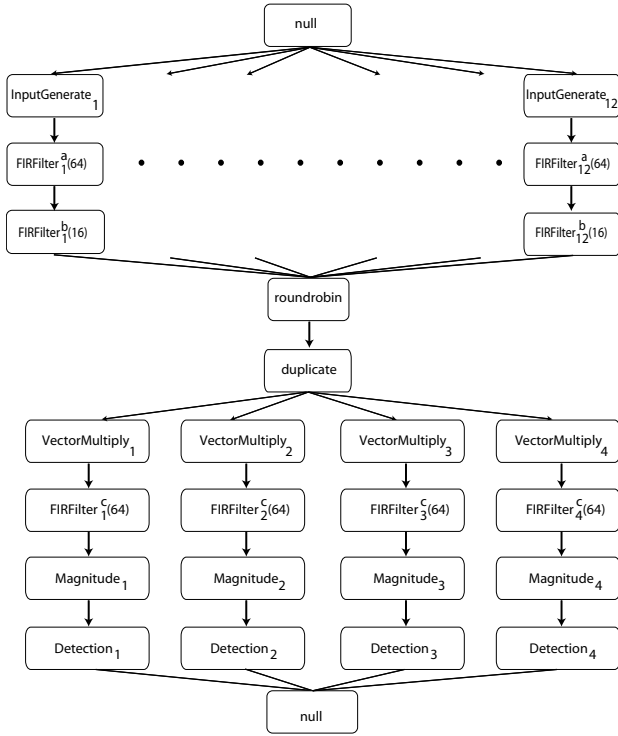 null
InputGenerate₁ InputGenerate₁₂
FIRFilter₁ᵃ(64) . . . . . . . . . . FIRFilter₁₂ᵃ(64)
FIRFilter₁ᵇ(16) FIRFilter₁₂ᵇ(16)
roundrobin
duplicate
VectorMultiply₁ VectorMultiply₂ VectorMultiply₃ VectorMultiply₄
FIRFilter₁ᶜ(64) FIRFilter₂ᶜ(64) FIRFilter₃ᶜ(64) FIRFilter₄ᶜ(64)
Magnitude₁ Magnitude₂ Magnitude₃ Magnitude₄
Detection₁ Detection₂ Detection₃ Detection₄
null